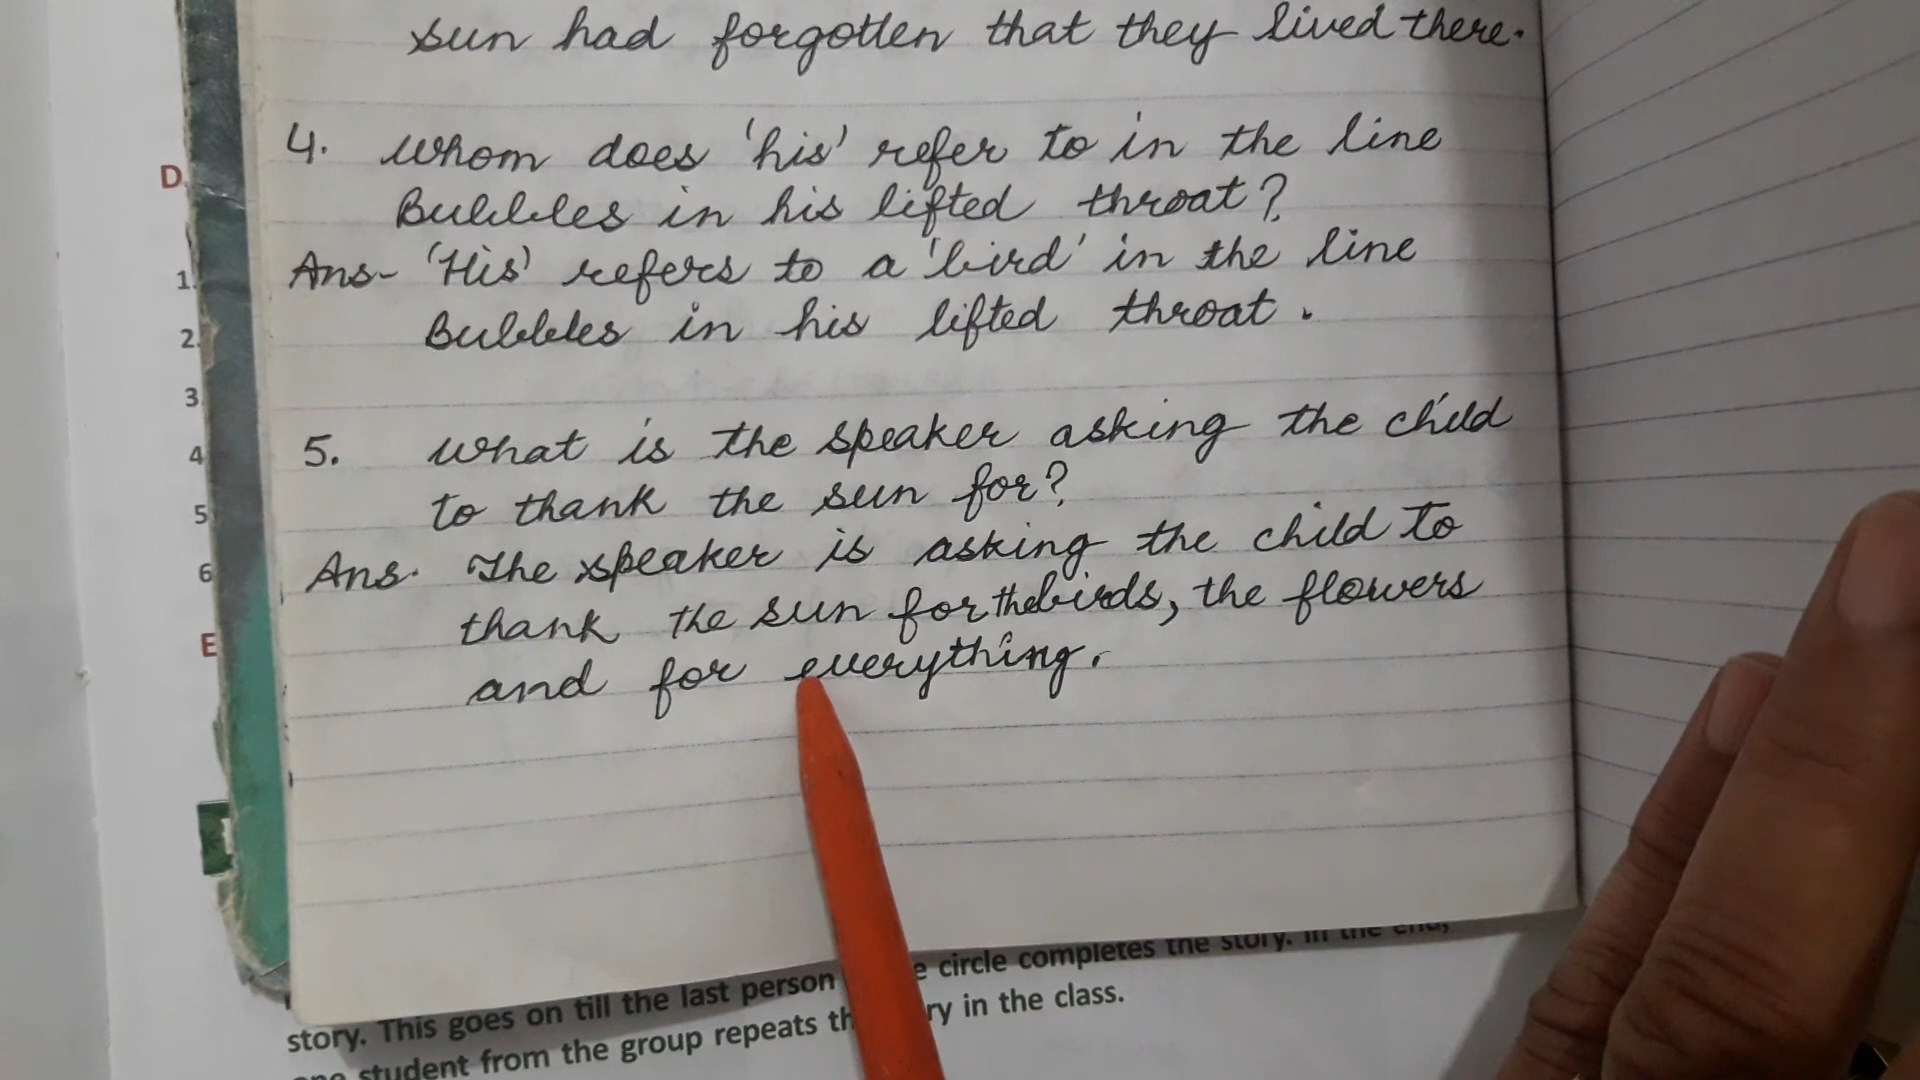 sun had forgotten that they lived there.
4. Whom does 'his' refer to in the line
Bubbles in his lifted throat?
Ans- 'His' refers to a 'bird' in the line
Bubbles in his lifted throat.
5. What is the speaker asking the child
to thank the sun for?
Ans. The speaker is asking the child to
thank the sun for the birds, the flowers
and for everything.
D.
1.
2.
3
4
5
6
E
story. This goes on till the last person circle completes the story. In the end,
student from the group repeats in the class.